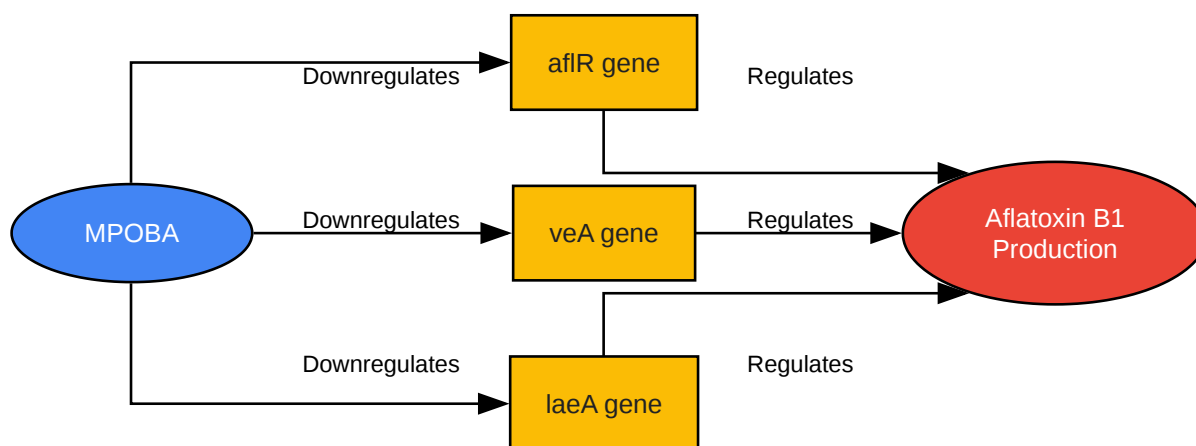 aflR gene
Downregulates
Regulates
MPOBA
Downregulates
veA gene
Regulates
Aflatoxin B1
Production
Downregulates
Regulates
laeA gene